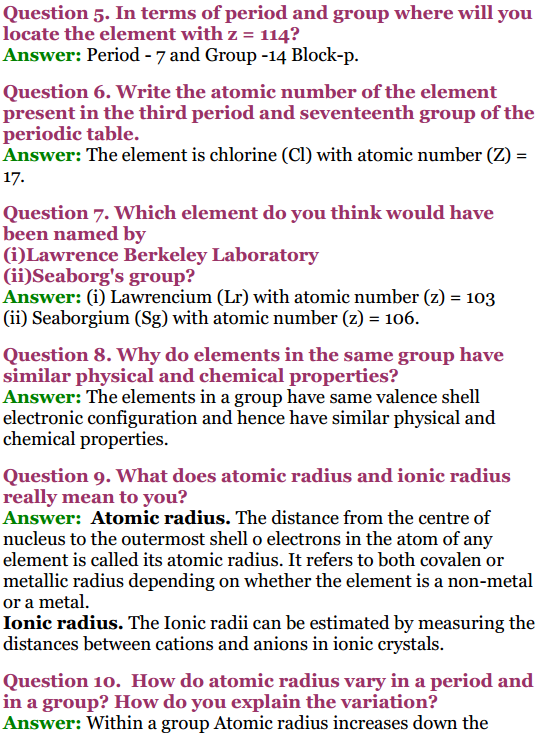 Question 5. In terms of period and group where will you
locate the element with z = 114?
Answer: Period - 7 and Group -14 Block-p.
Question 6. Write the atomic number of the element
present in the third period and seventeenth group of the
periodic table.
Answer: The element is chlorine (Cl) with atomic number (Z) =
17.
Question 7. Which element do you think would have
been named by
(i)Lawrence Berkeley Laboratory
(ii)Seaborg's group?
Answer: (i) Lawrencium (Lr) with atomic number (z) = 103
(ii) Seaborgium (Sg) with atomic number (z) = 106.
Question 8. Why do elements in the same group have
similar physical and chemical properties?
Answer: The elements in a group have same valence shell
electronic configuration and hence have similar physical and
chemical properties.
Question 9. What does atomic radius and ionic radius
really mean to you?
Answer: Atomic radius. The distance from the centre of
nucleus to the outermost shell o electrons in the atom of any
element is called its atomic radius. It refers to both covalen or
metallic radius depending on whether the element is a non-metal
or a metal.
Ionic radius. The Ionic radii can be estimated by measuring the
distances between cations and anions in ionic crystals.
Question 10. How do atomic radius vary in a period and
in a group? How do you explain the variation?
Answer: Within a group Atomic radius increases down the